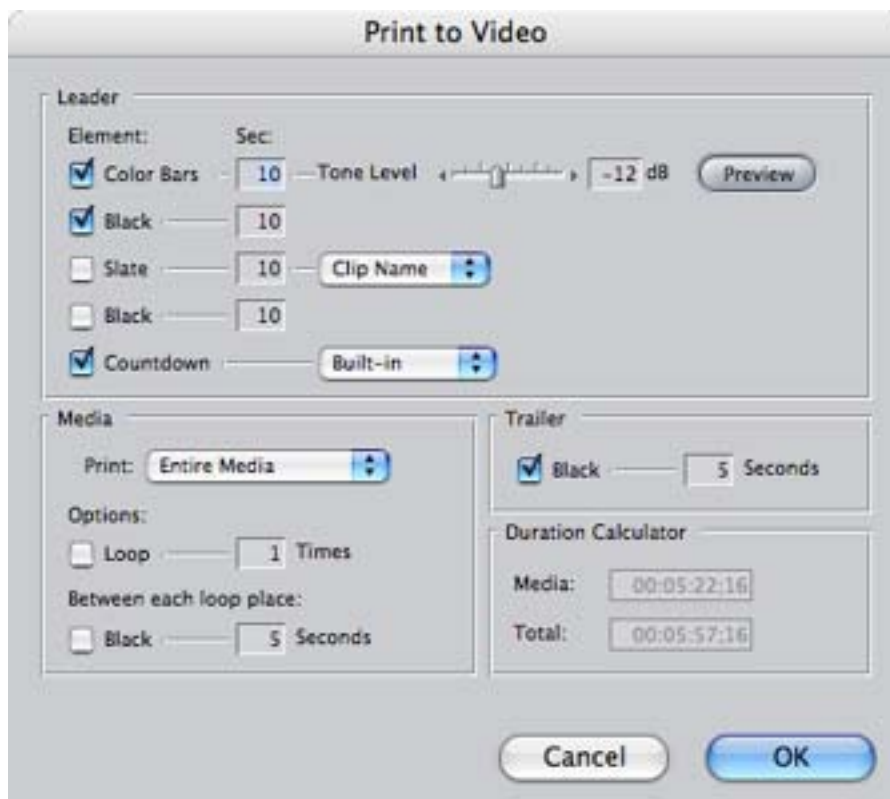 Print to Video
Leader
Element: Sec:
Color Bars 10 Tone Level -12 dB Preview
Black 10
Slate 10 Clip Name
Black 10
Countdown Built-in
Media
Print: Entire Media
Options:
Loop 1 Times
Between each loop place:
Black 5 Seconds
Trailer
Black 5 Seconds
Duration Calculator
Media: 00:05:22;16
Total: 00:05:57;16
Cancel OK